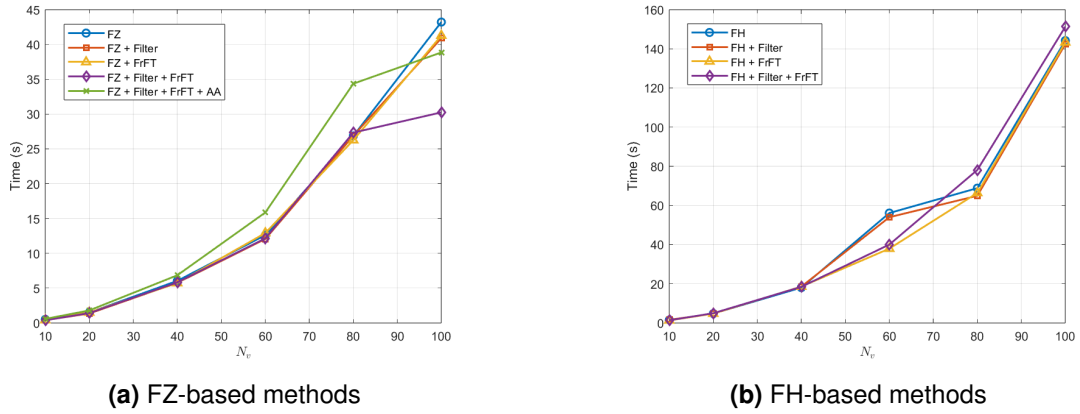 45
40
35
30
25
20
15
10
5
0
Time (s)
FZ
FZ + Filter
FZ + FrFT
FZ + Filter + FrFT
FZ + Filter + FrFT + AA
10 20 30 40 50 60 70 80 90 100
N_v
(a) FZ-based methods
160
140
120
100
80
60
40
20
0
Time (s)
FH
FH + Filter
FH + FrFT
FH + Filter + FrFT
10 20 30 40 50 60 70 80 90 100
N_v
(b) FH-based methods